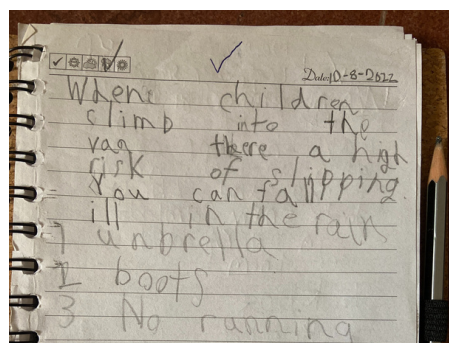 Date 10-8-2022
When children
climb into the
van there a high
risk of slipping.
You can fall
ill in the rain
1 unbrella
2 boots
3 No running